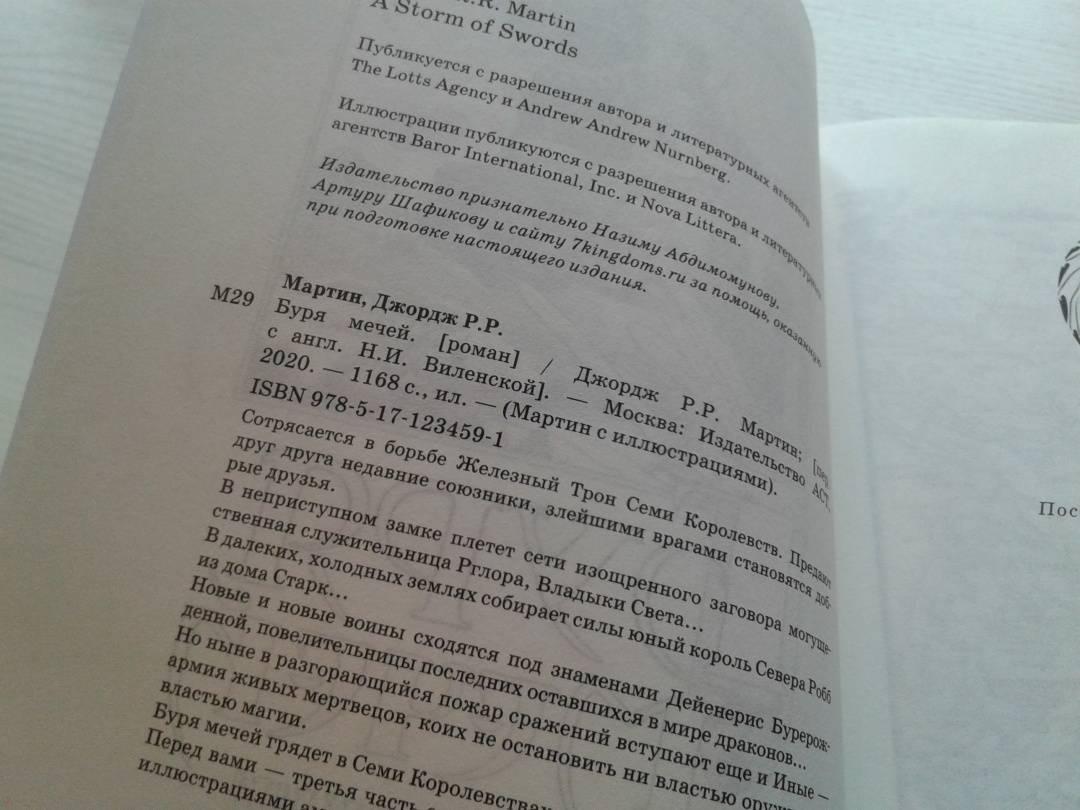 R.R. Martin
A Storm of Swords
Публикуется с разрешения автора и литературных агентств
The Lotts Agency и Andrew Andrew Nurnberg.
Иллюстрации публикуются с разрешения автора и литературных
агентств Baror International, Inc. и Nova Littera.
Издательство признательно Назиму Абдимомунову,
Артуру Шафикову и сайту 7kingdoms.ru за помощь, оказанную
при подготовке настоящего издания.
Мартин, Джордж Р.Р.
М29 Буря мечей. [роман] / Джордж Р.Р. Мартин; [пер.
с англ. Н.И. Виленской]. — Москва: Издательство АСТ,
2020. — 1168 с., ил. — (Мартин с иллюстрациями).
ISBN 978-5-17-123459-1
Сотрясается в борьбе Железный Трон Семи Королевств. Предают
друг друга недавние союзники, злейшими врагами становятся доб-
рые друзья.
В неприступном замке плетет сети изощренного заговора могуще-
ственная служительница Рглора, Владыки Света...
В далеких, холодных землях собирает силы юный король Севера Робб
из дома Старк...
Новые и новые воины сходятся под знаменами Дейенерис Бурерож-
денной, повелительницы последних оставшихся в мире драконов...
Но ныне в разгорающийся пожар сражений вступают еще и Иные —
армия живых мертвецов, коих не остановить ни властью
властью магии.
Буря мечей грядет в Семи Королевствах
Перед вами — третья часть
иллюстрациями
Пос